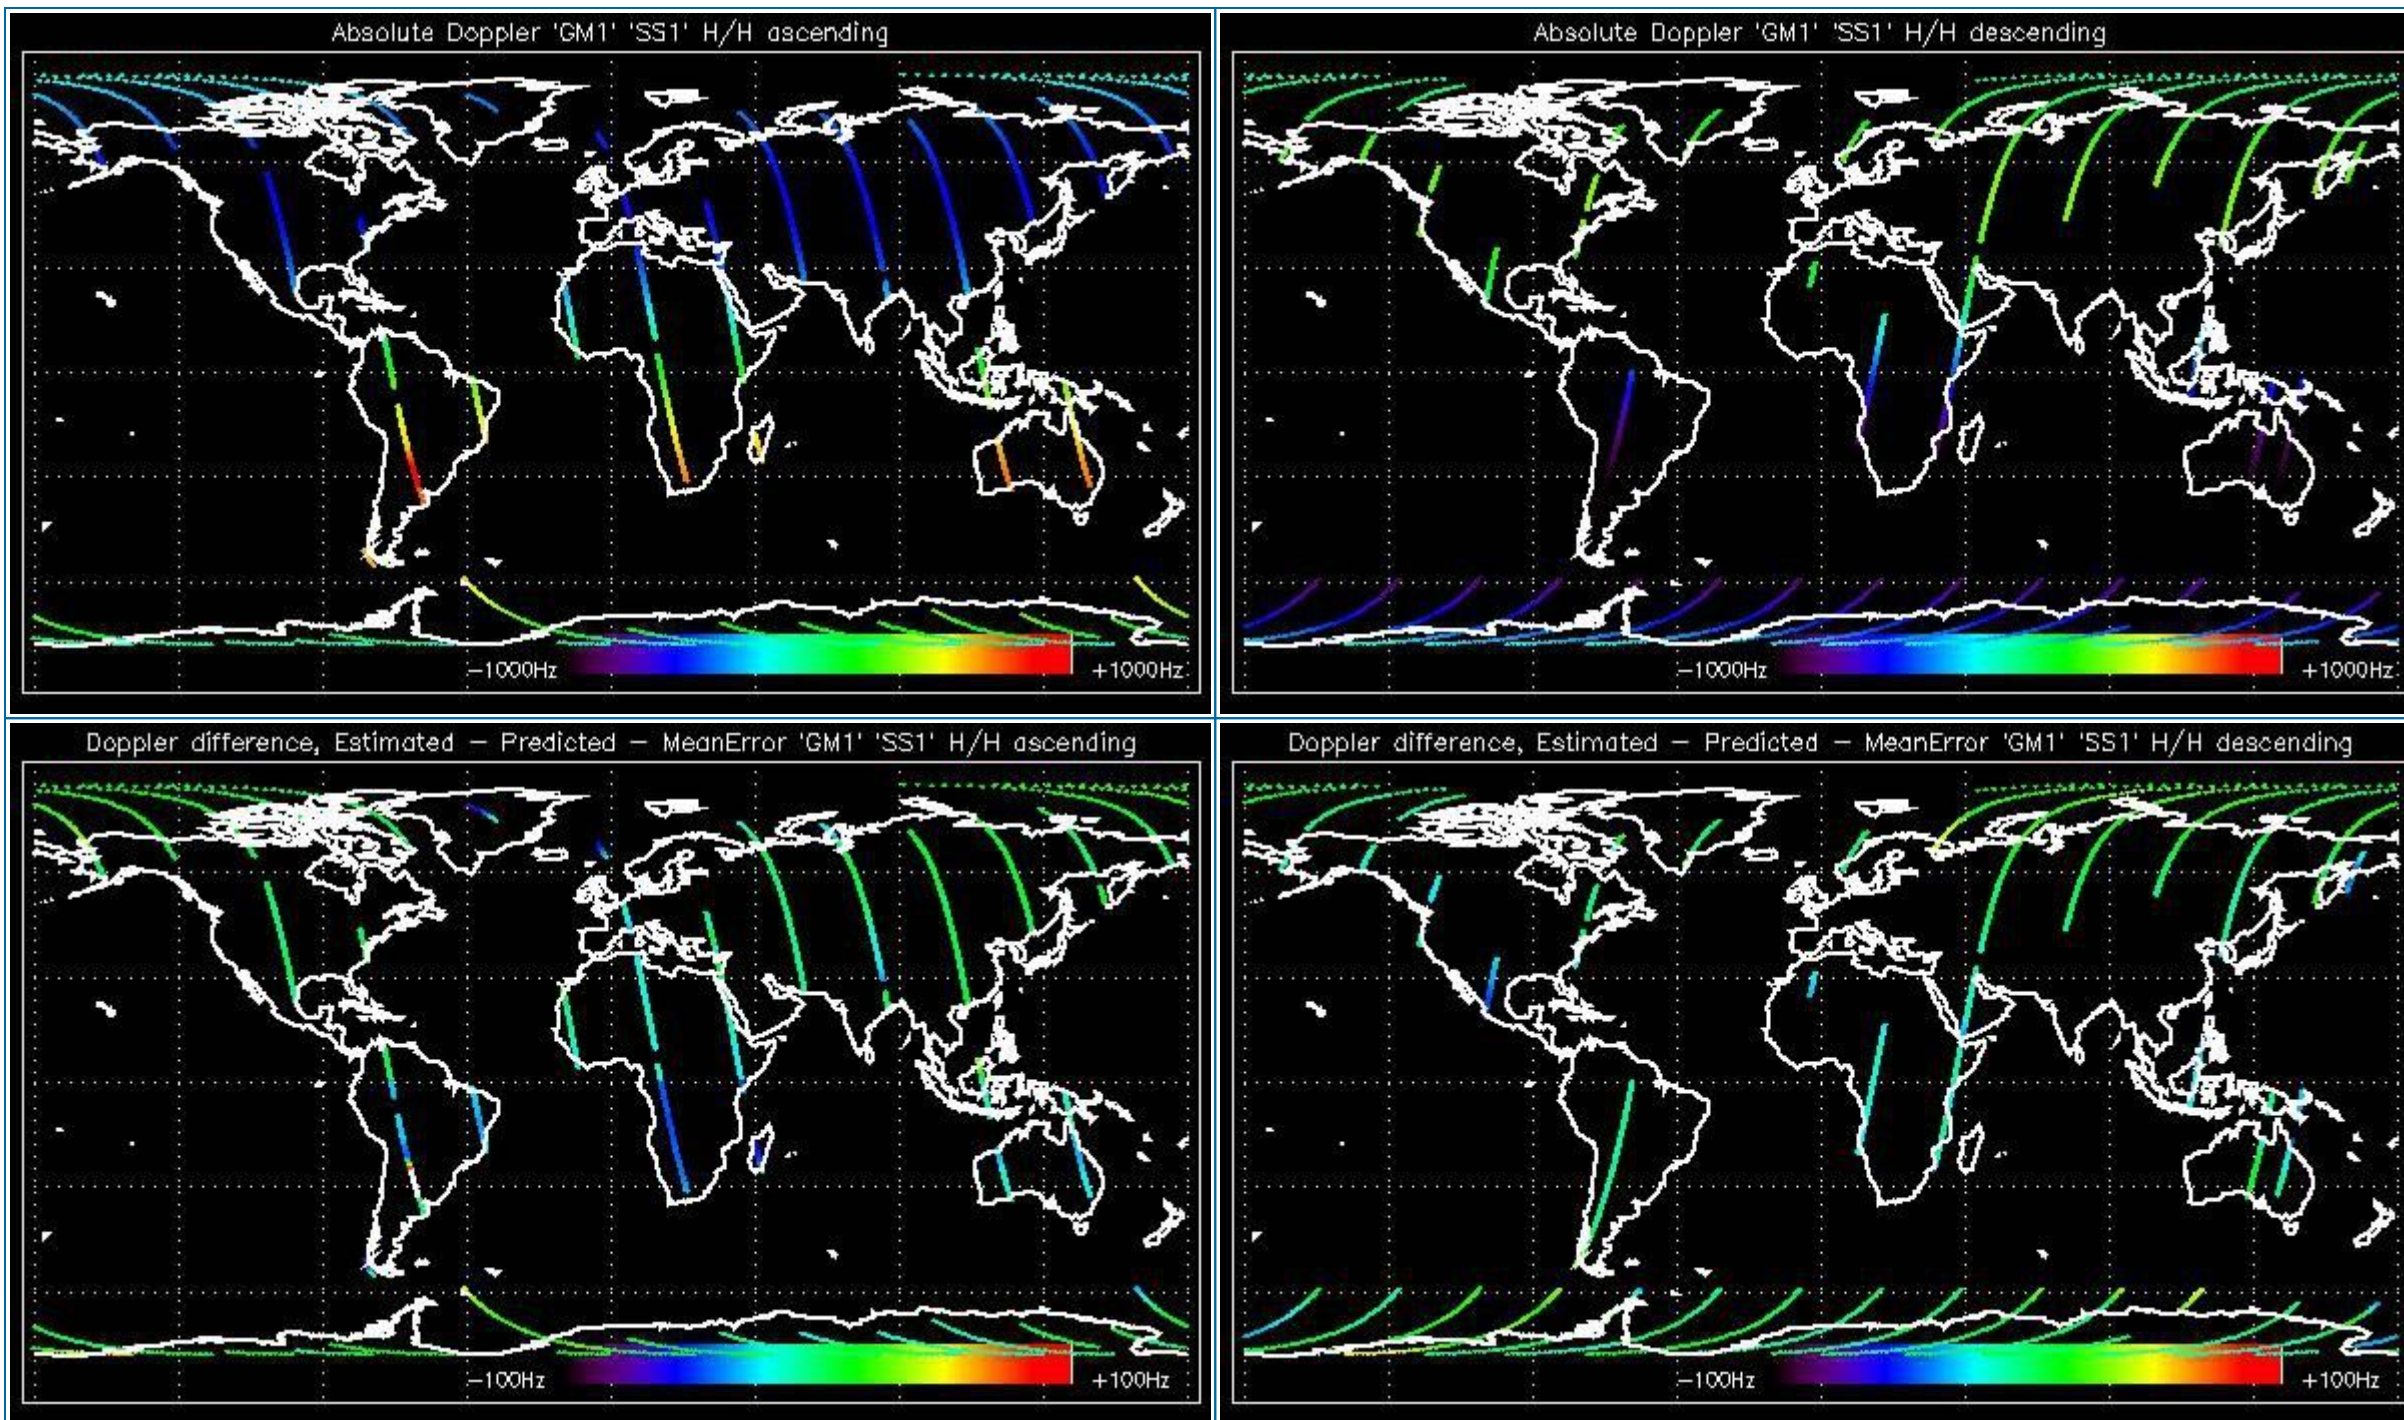 Absolute Doppler 'GM1' 'SS1' H/H ascending
-1000Hz
+1000Hz
Absolute Doppler 'GM1' 'SS1' H/H descending
-1000Hz
+1000Hz
Doppler difference, Estimated - Predicted - MeanError 'GM1' 'SS1' H/H ascending
-100Hz
+100Hz
Doppler difference, Estimated - Predicted - MeanError 'GM1' 'SS1' H/H descending
-100Hz
+100Hz